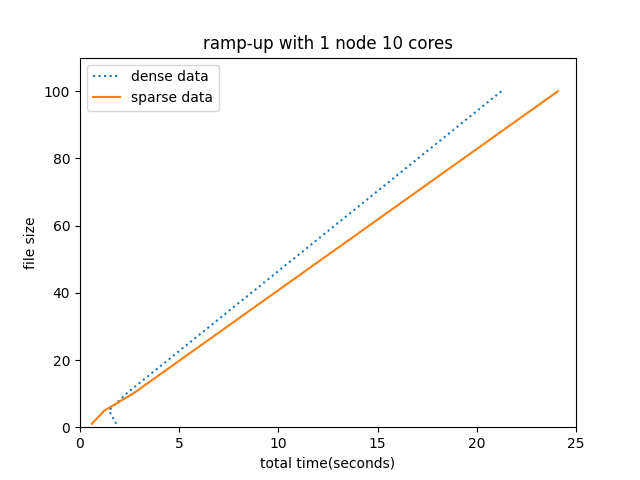 ramp-up with 1 node 10 cores
dense data
sparse data
100
80
60
40
20
0
file size
0 5 10 15 20 25
total time(seconds)